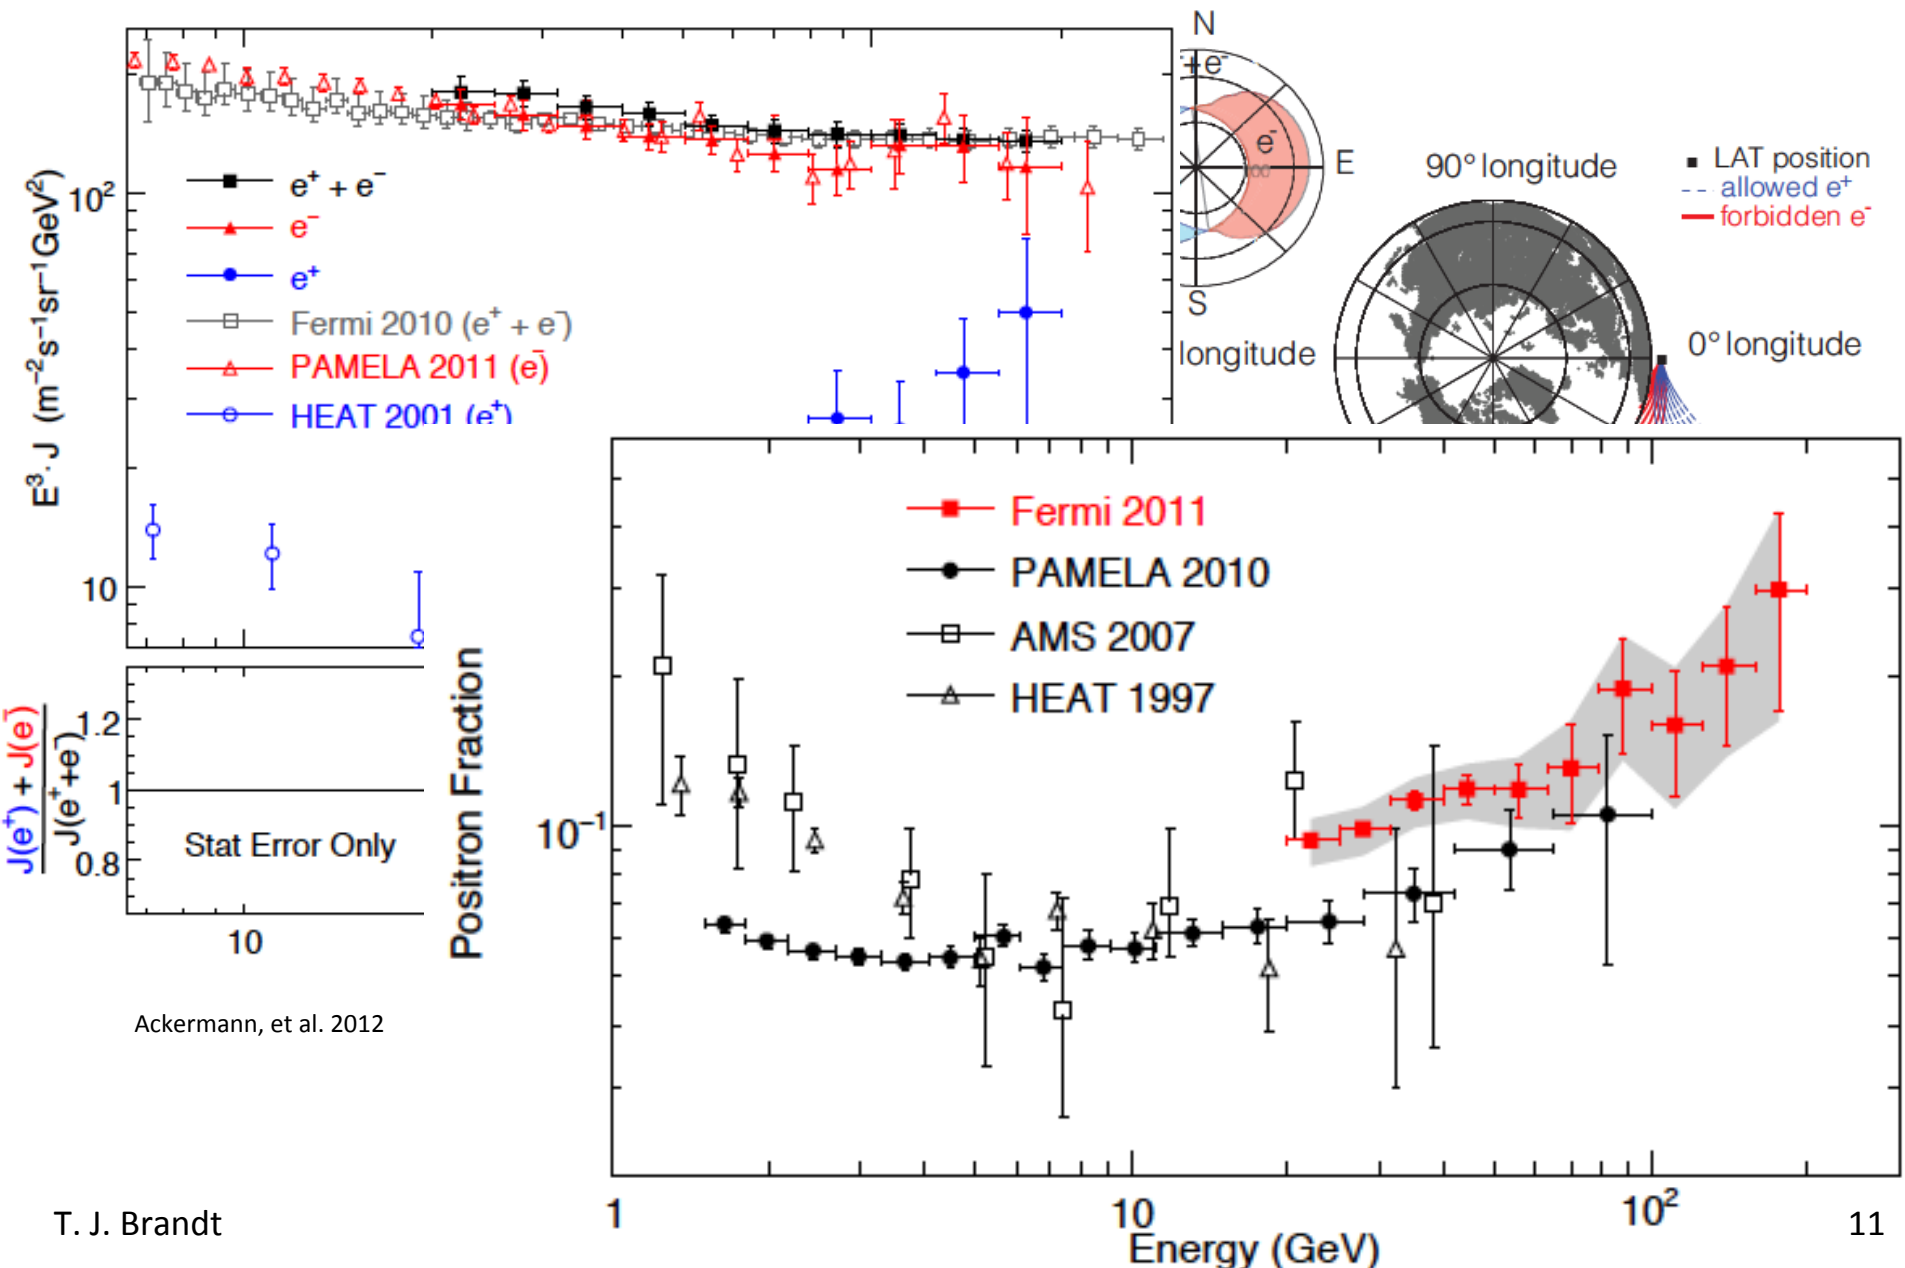 N
+e⁻
e⁻
E
S
90° longitude
LAT position
allowed e⁺
forbidden e⁻
longitude
0° longitude
E³·J (m⁻²s⁻¹sr⁻¹GeV²)
10²
10
e⁺ + e⁻
e⁻
e⁺
Fermi 2010 (e⁺ + e⁻)
PAMELA 2011 (e⁻)
HEAT 2001 (e⁺)
J(e⁺) + J(e⁻)
J(e⁺+e⁻)
1.2
1
0.8
Stat Error Only
10
Ackermann, et al. 2012
Positron Fraction
10⁻¹
Fermi 2011
PAMELA 2010
AMS 2007
HEAT 1997
1
10
10²
Energy (GeV)
T. J. Brandt
11